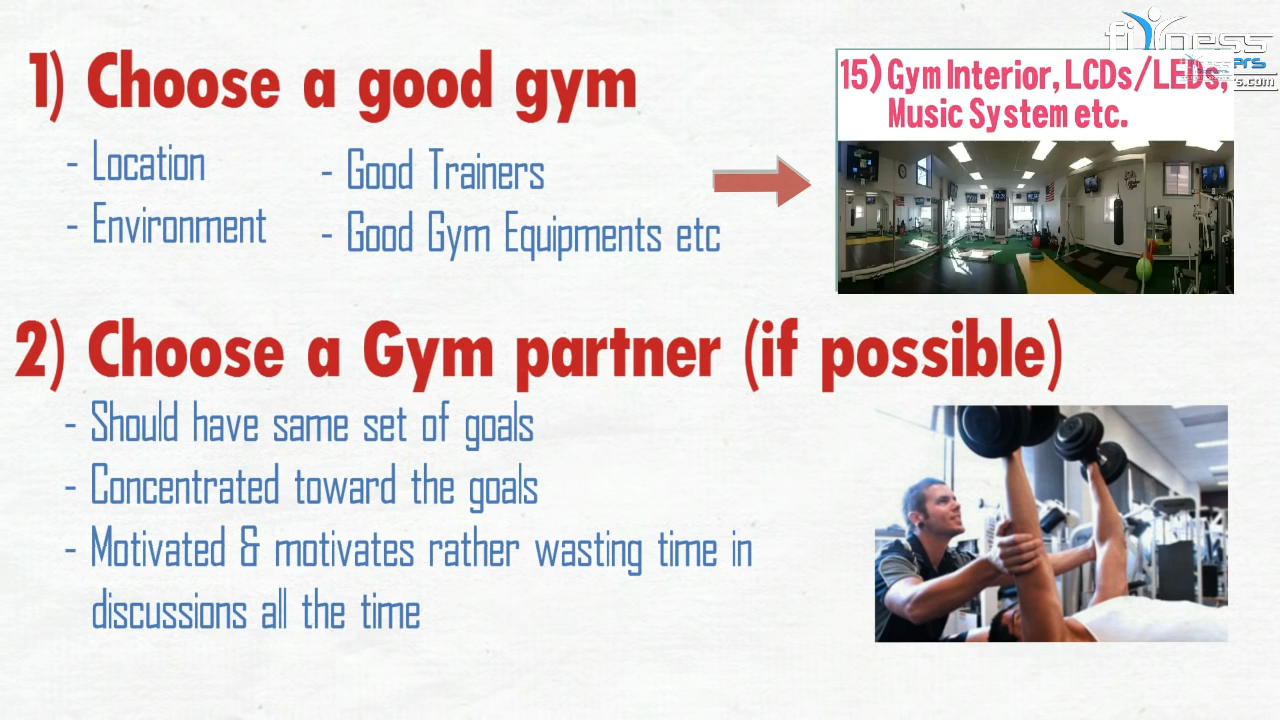 1) Choose a good gym
- Location
- Environment
- Good Trainers
- Good Gym Equipments etc
15) Gym Interior, LCDs/LEDs,
Music System etc.
2) Choose a Gym partner (if possible)
- Should have same set of goals
- Concentrated toward the goals
- Motivated & motivates rather wasting time in
discussions all the time